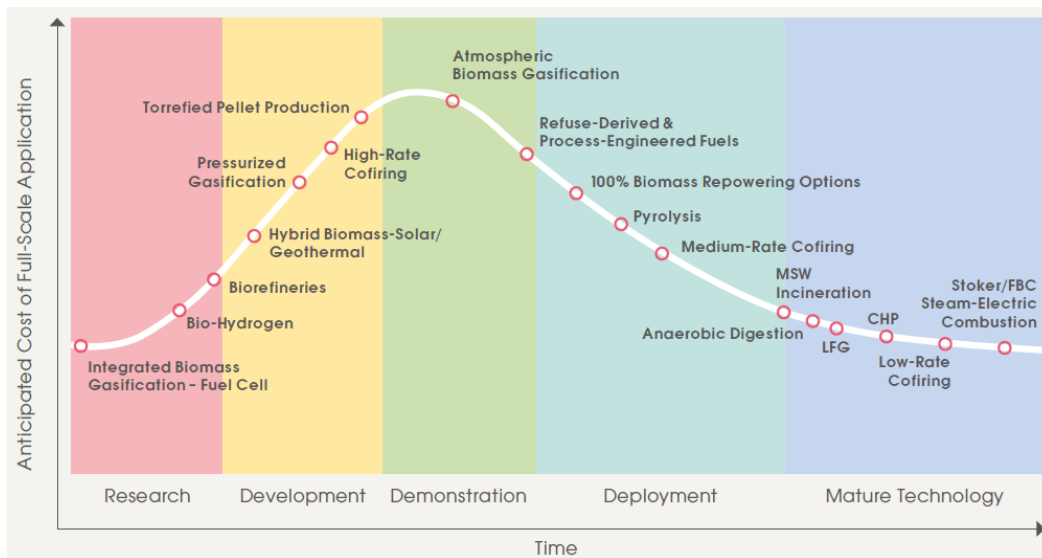 Anticipated Cost of Full-Scale Application
Atmospheric
Biomass Gasification
Torrefied Pellet Production
Refuse-Derived &
Process-Engineered Fuels
High-Rate
Cofiring
Pressurized
Gasification
100% Biomass Repowering Options
Pyrolysis
Hybrid Biomass-Solar/
Geothermal
Medium-Rate Cofiring
MSW
Incineration
Stoker/FBC
Steam-Electric
Combustion
Biorefineries
Bio-Hydrogen
Anaerobic Digestion
CHP
LFG
Low-Rate
Cofiring
Integrated Biomass
Gasification – Fuel Cell
Research
Development
Demonstration
Deployment
Mature Technology
Time